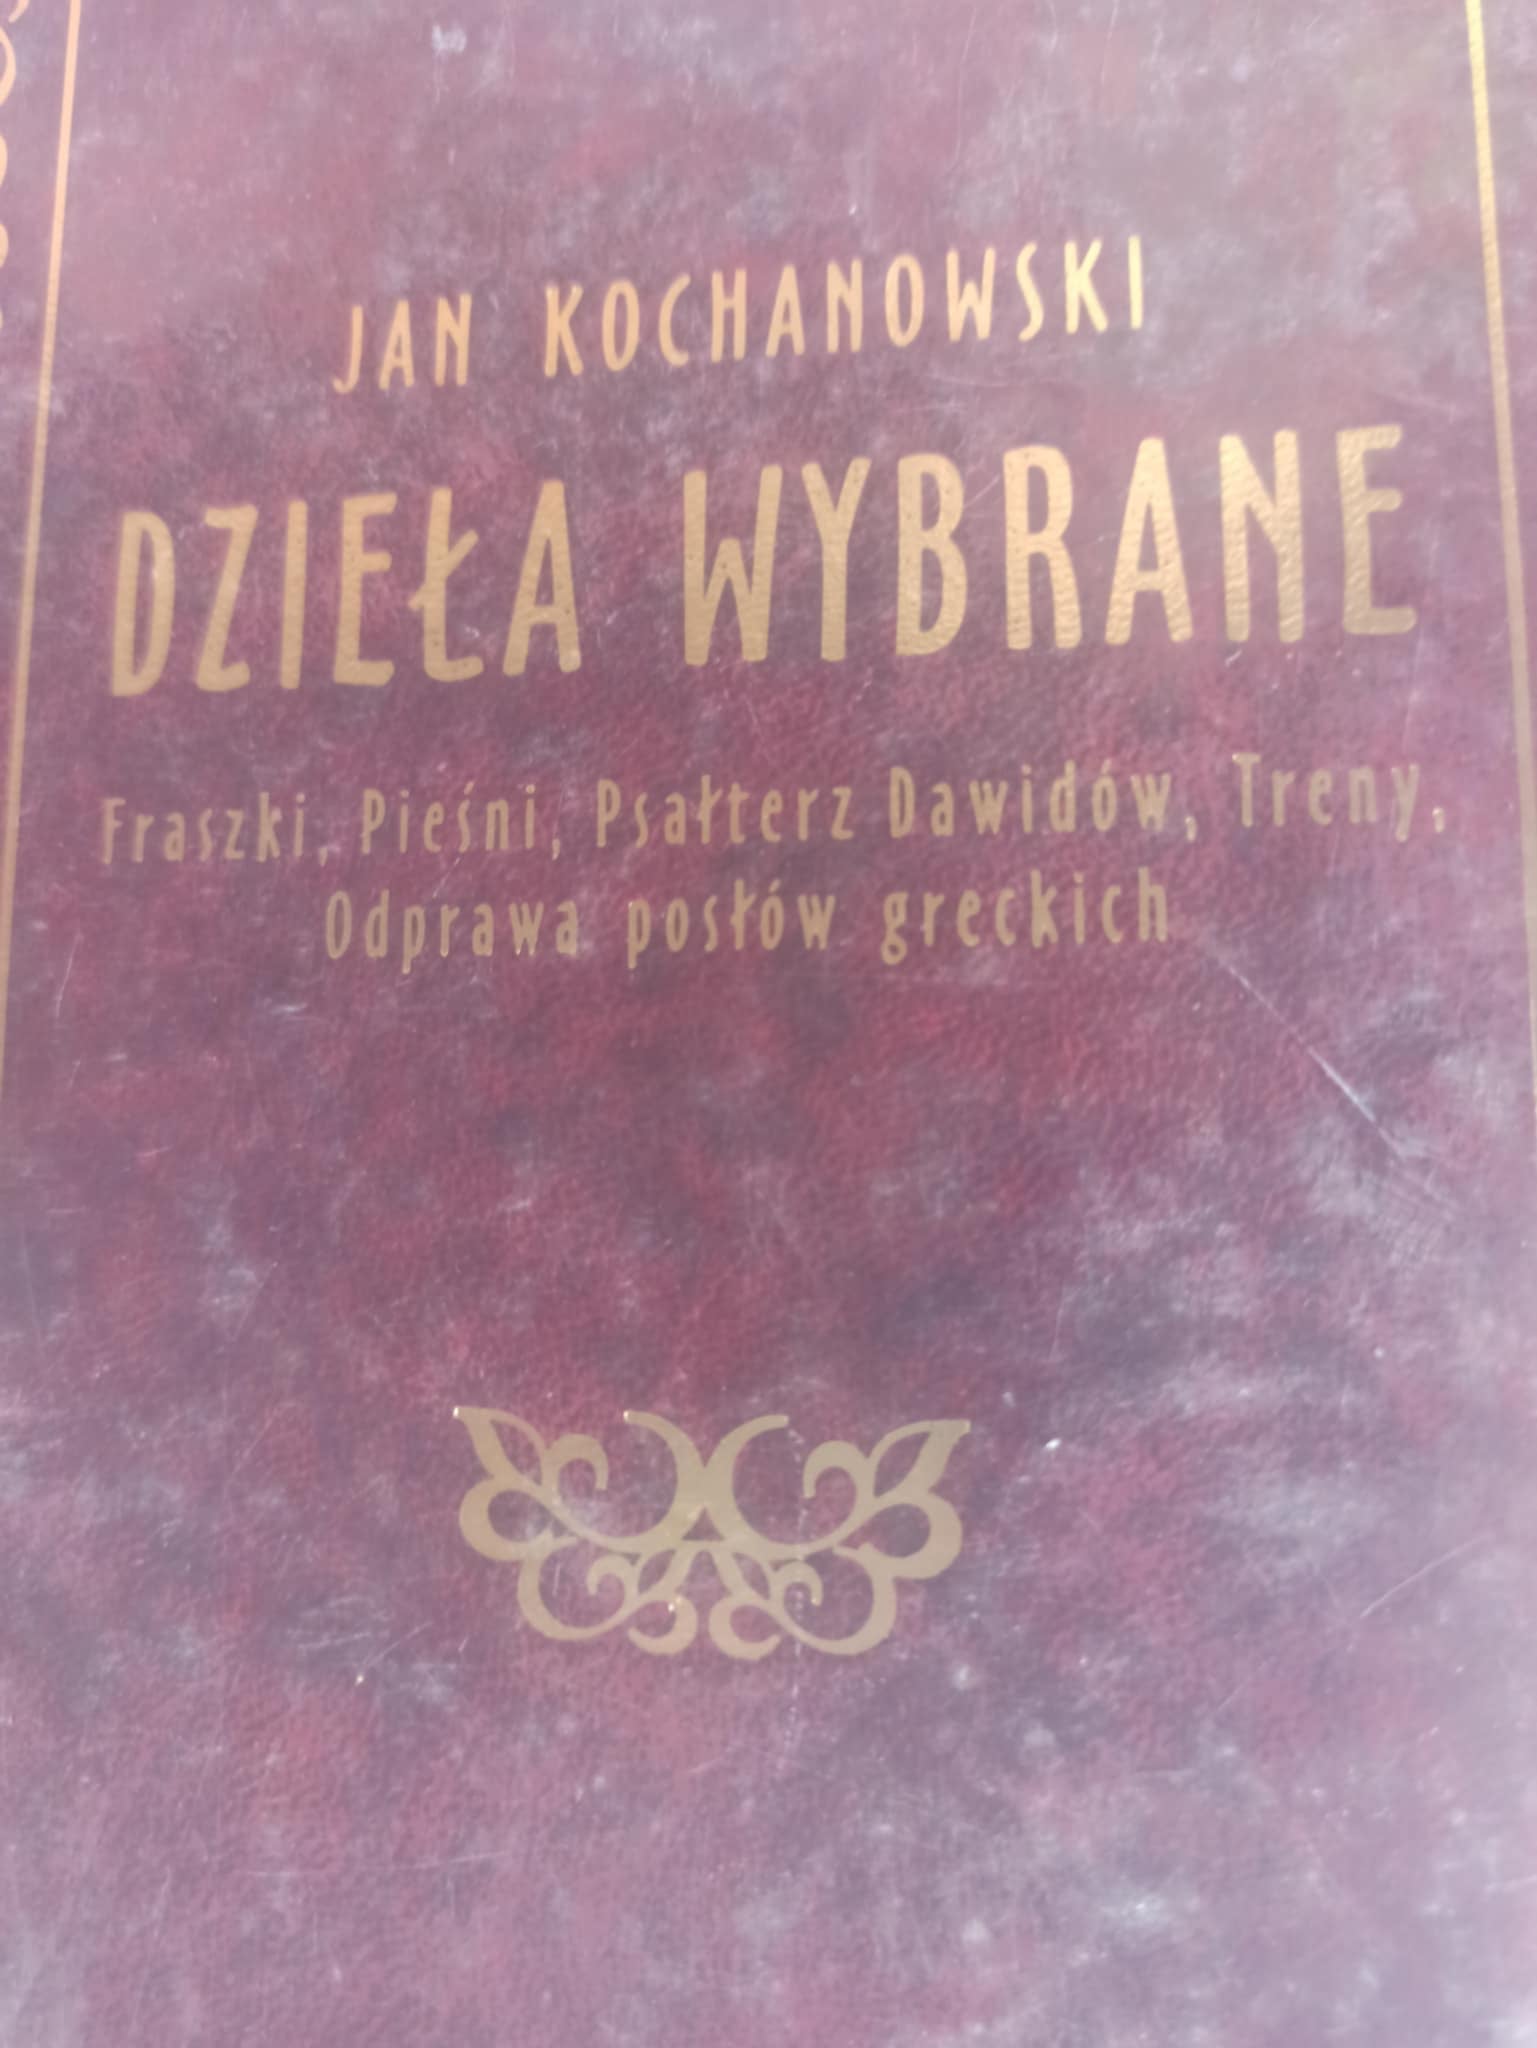 JAN KOCHANOWSKI
DZIEŁA WYBRANE
Fraszki, Pieśni, Psałterz Dawidów, Treny,
Odprawa posłów greckich